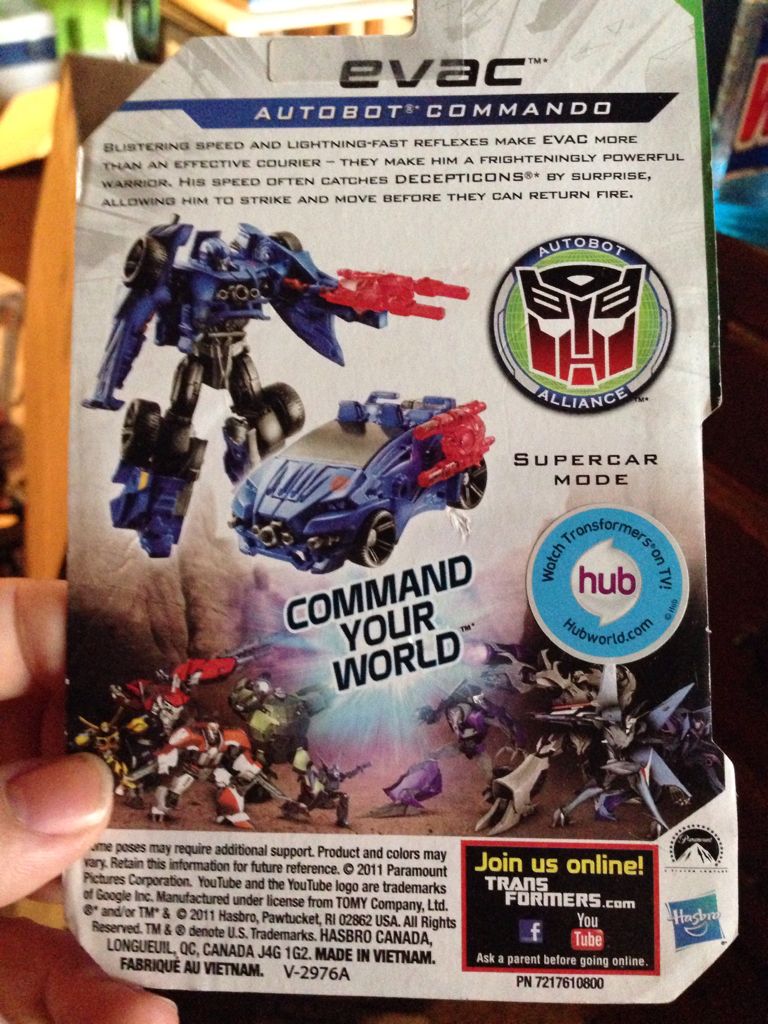 evac™*
AUTOBOT®* COMMANDO
BLISTERING SPEED AND LIGHTNING-FAST REFLEXES MAKE EVAC MORE
THAN AN EFFECTIVE COURIER – THEY MAKE HIM A FRIGHTENINGLY POWERFUL
WARRIOR. HIS SPEED OFTEN CATCHES DECEPTICONS®* BY SURPRISE,
ALLOWING HIM TO STRIKE AND MOVE BEFORE THEY CAN RETURN FIRE.
AUTOBOT
ALLIANCE™*
SUPERCAR
MODE
Watch Transformers® on TV!
hub
Hubworld.com
COMMAND
YOUR
WORLD™*
ome poses may require additional support. Product and colors may
vary. Retain this information for future reference. © 2011 Paramount
Pictures Corporation. YouTube and the YouTube logo are trademarks
of Google Inc. Manufactured under license from TOMY Company, Ltd.
®* and/or TM* & © 2011 Hasbro, Pawtucket, RI 02862 USA. All Rights
Reserved. TM & ® denote U.S. Trademarks. HASBRO CANADA,
LONGUEUIL, QC, CANADA J4G 1G2. MADE IN VIETNAM.
FABRIQUÉ AU VIETNAM. V-2976A
Join us online!
TRANS
FORMERS.com
f
You
Tube
Ask a parent before going online.
PN 7217610800
Paramount
Hasbro